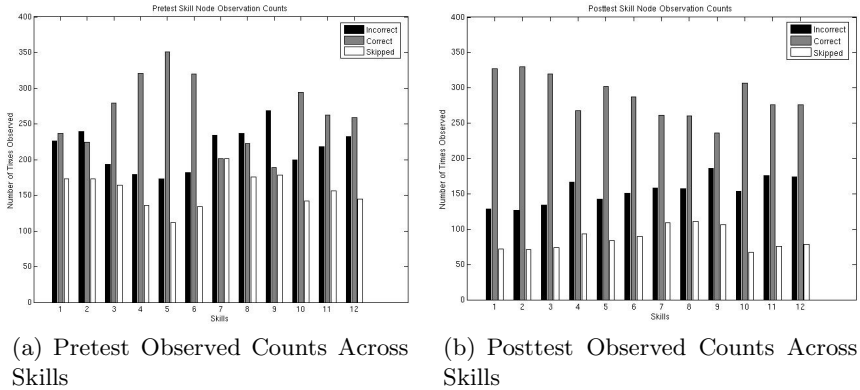 Pretest Skill Node Observation Counts
Number of Times Observed
400
350
300
250
200
150
100
50
0
Incorrect
Correct
Skipped
1 2 3 4 5 6 7 8 9 10 11 12
Skills
(a) Pretest Observed Counts Across
Skills
Posttest Skill Node Observation Counts
Number of Times Observed
400
350
300
250
200
150
100
50
0
Incorrect
Correct
Skipped
1 2 3 4 5 6 7 8 9 10 11 12
Skills
(b) Posttest Observed Counts Across
Skills